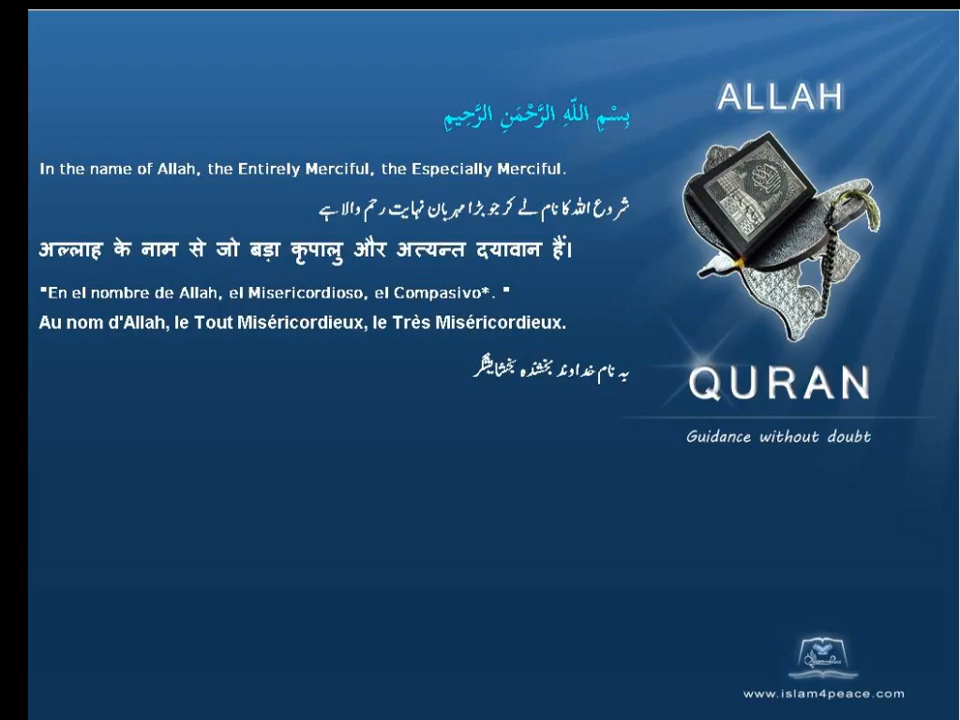 بِسْمِ اللَّهِ الرَّحْمَنِ الرَّحِيمِ
In the name of Allah, the Entirely Merciful, the Especially Merciful.
شروع اللہ کا نام لے کر جو بڑا مہربان نہایت رحم والا ہے
अल्लाह के नाम से जो बड़ा कृपालु और अत्यन्त दयावान हैं।
"En el nombre de Allah, el Misericordioso, el Compasivo*. "
Au nom d'Allah, le Tout Miséricordieux, le Très Miséricordieux.
به نام خداوند بخشنده بخشایشگر
ALLAH
QURAN
Guidance without doubt
www.islam4peace.com